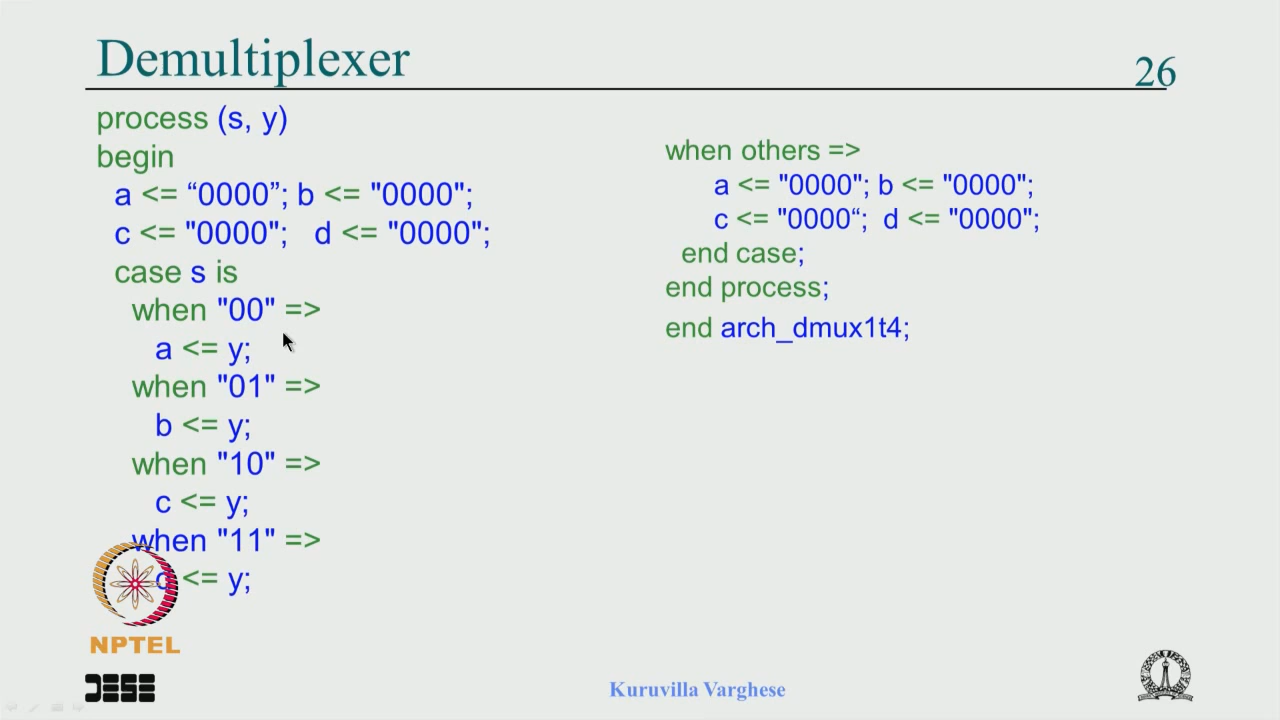 Demultiplexer
26
process (s, y)
begin
a <= “0000”; b <= "0000";
c <= "0000";   d <= "0000";
case s is
when "00" =>
a <= y;
when "01" =>
b <= y;
when "10" =>
c <= y;
when "11" =>
<= y;
when others =>
a <= "0000"; b <= "0000";
c <= "0000“;  d <= "0000";
end case;
end process;
end arch_dmux1t4;
NPTEL
Kuruvilla Varghese